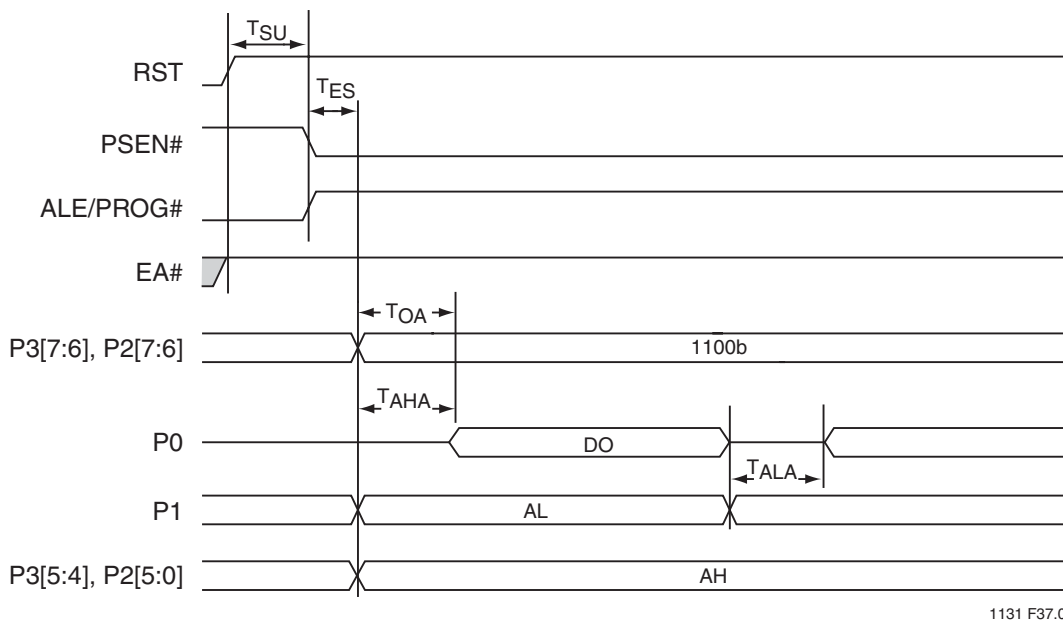 TSU
RST
TES
PSEN#
ALE/PROG#
EA#
TOA
P3[7:6], P2[7:6]
1100b
TAHA
P0
DO
TALA
P1
AL
P3[5:4], P2[5:0]
AH
1131 F37.0